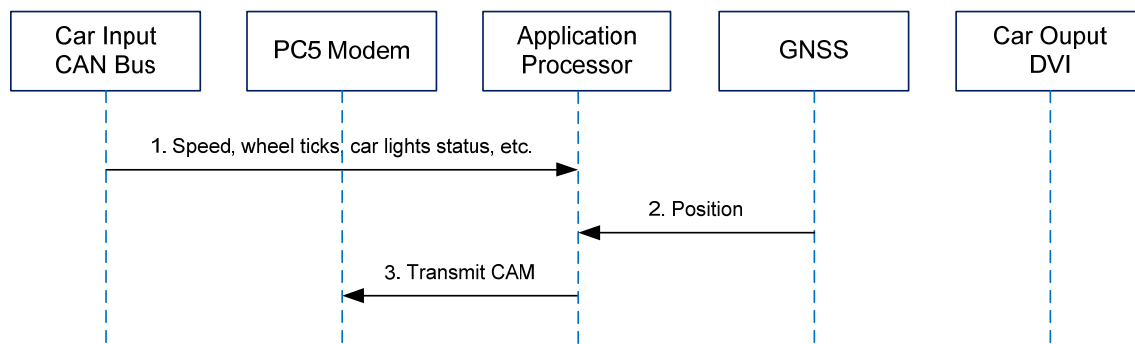 Car Input
CAN Bus
PC5 Modem
Application
Processor
GNSS
Car Ouput
DVI
1. Speed, wheel ticks, car lights status, etc.
2. Position
3. Transmit CAM